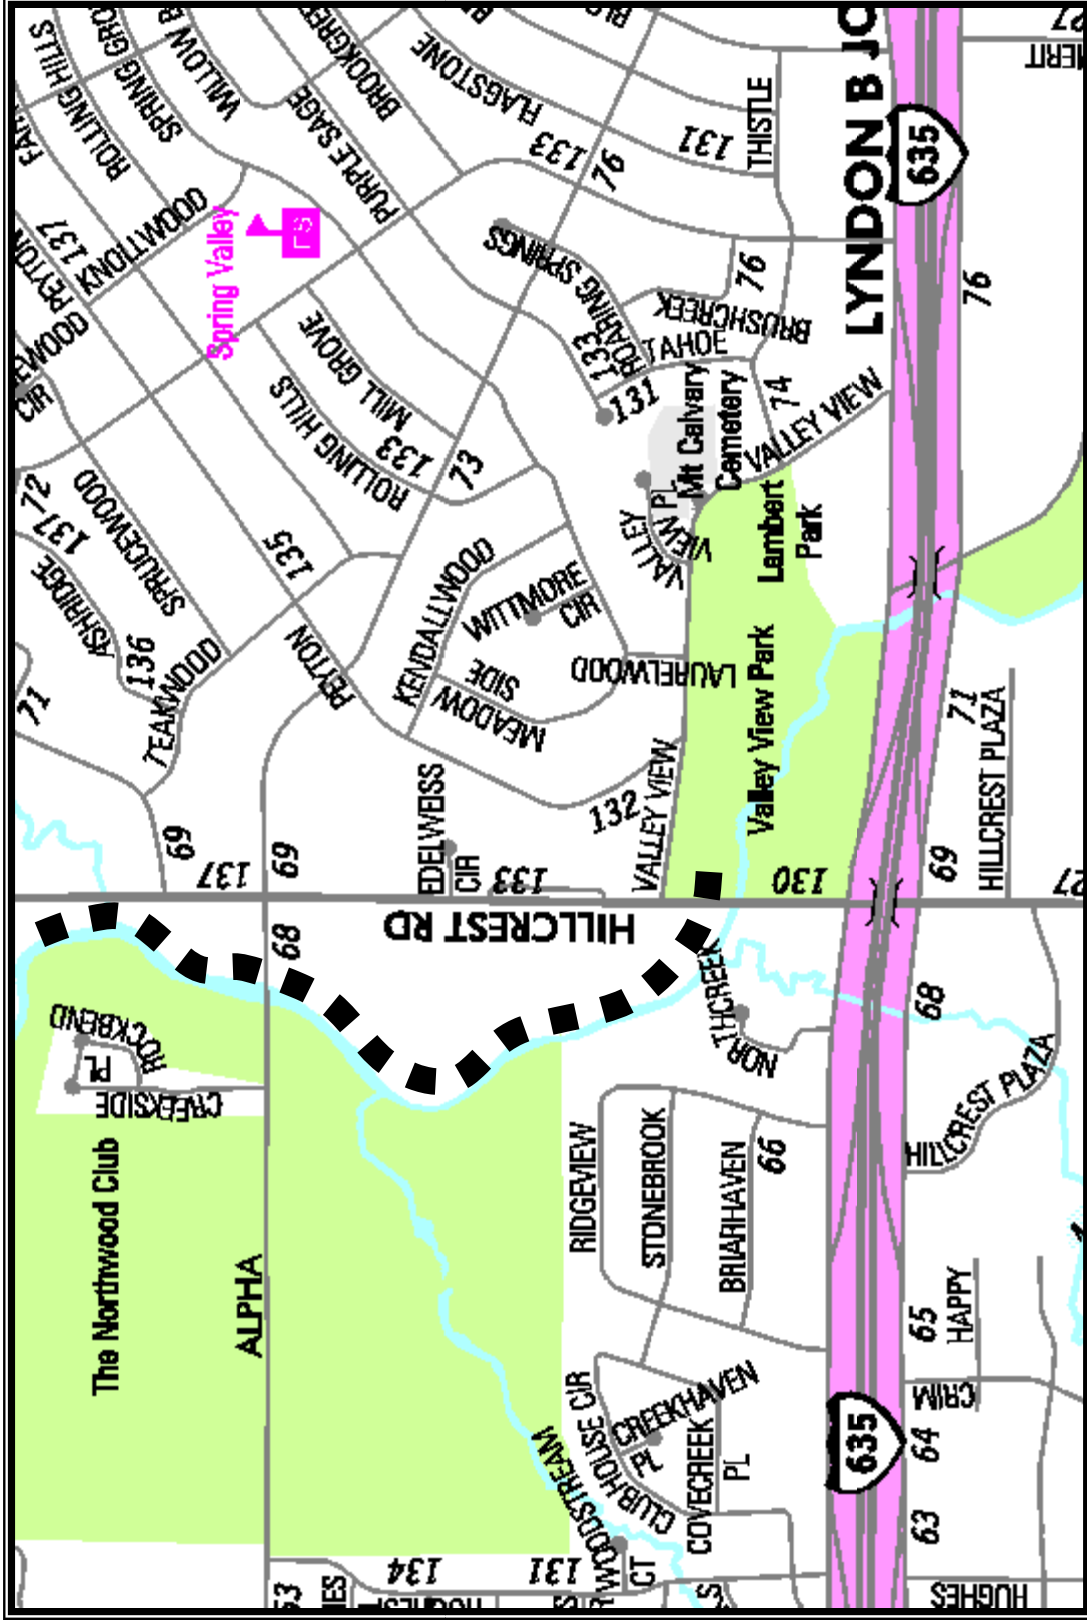 HILLS
ROLLING HILLS
SPRING
WILLOW
PURPLE SAGE
FLAGSTONE
133
76
131
THISTLE
LYNDON B JO
635
76
PEYTON
137
KNOLLWOOD
Spring Valley
ES
CIR
ROARING SPRINGS
133
131
TAHOE
BRUSHCREEK
76
74
VALLEY VIEW
Mt Calvary
Cemetery
MILL GROVE
133
ROLLING HILLS
73
72
137
SPRUCEWOOD
ASHRIDGE
136
TEAKWOOD
135
PEYTON
71
KENDALLWOOD
WITTMORE
CIR
MEADOW
SIDE
LAURELWOOD
VALLEY
VIEW PL
Lambert
Park
Valley View Park
VALLEY VIEW
132
EDELWEISS
CIR
133
130
69
137
69
71
HILLCREST PLAZA
69
HILLCREST RD
68
NORTHCREEK
68
HILLCREST PLAZA
ROCKBEND
PL
CREEKSIDE
The Northwood Club
ALPHA
RIDGEVIEW
STONEBROOK
BRIARHAVEN
66
65
HAPPY
CRIM
64
63
635
WOODSTREAM
CT
CLUBHOUSE CIR
CREEKHAVEN
PL
COVECREEK
PL
134
131
HUGHES